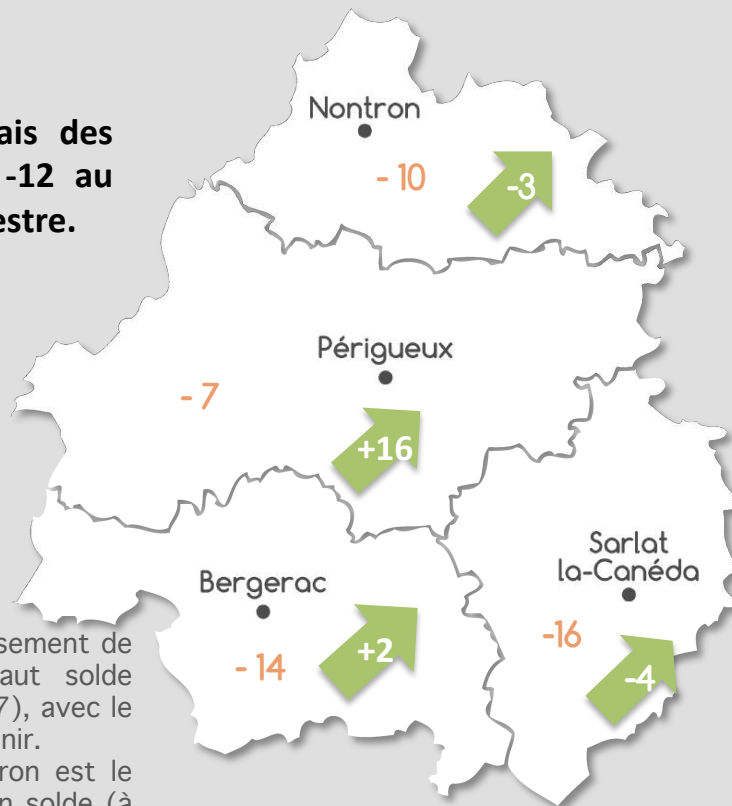 ais des
-12 au
estre.
Nontron
- 10
-3
Périgueux
- 7
+16
Bergerac
- 14
+2
Sarlat
la-Canéda
-16
-4
sement de
aut solde
7), avec le
nir.
ron est le
n solde (à